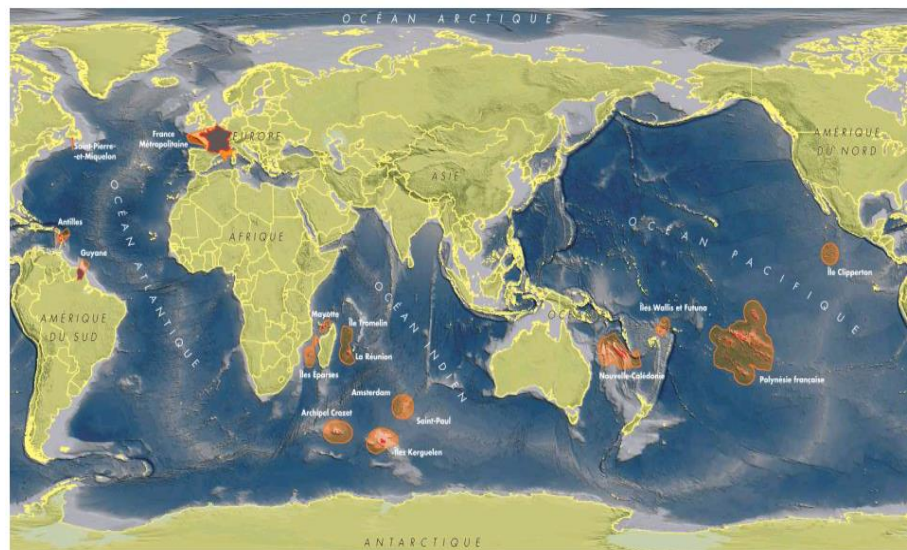 OCÉAN ARCTIQUE
France
Métropolitaine
EUROPE
Saint-Pierre-
-et-Miquelon
AMÉRIQUE
DU NORD
ASIE
OCÉAN ATLANTIQUE
Antilles
AFRIQUE
Guyane
OCÉAN PACIFIQUE
Île Clipperton
OCÉAN INDIEN
Mayotte
Île Tromelin
Îles Wallis et Futuna
AMÉRIQUE
DU SUD
La Réunion
Îles Éparses
Nouvelle-Calédonie
Polynésie française
Amsterdam
Archipel Crozet
Saint-Paul
Îles Kerguelen
ANTARCTIQUE